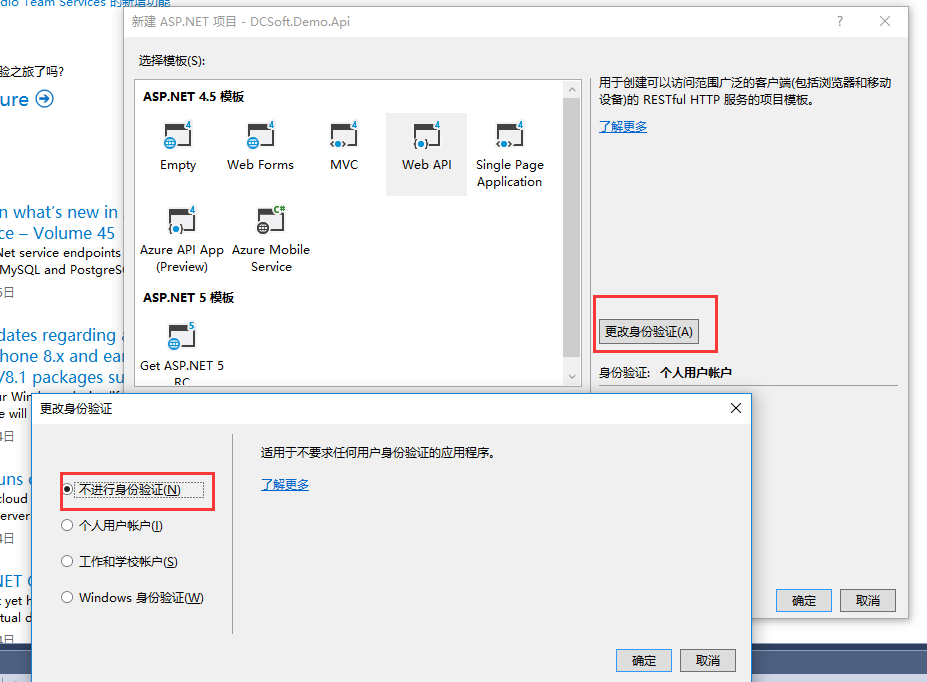 dio Team Services 的新增功能
新建 ASP.NET 项目 - DCSoft.Demo.Api
?
选择模板(S):
验之旅了吗?
ure
ASP.NET 4.5 模板
Empty
Web Forms
MVC
Web API
Single Page
Application
Azure API App
(Preview)
Azure Mobile
Service
ASP.NET 5 模板
Get ASP.NET 5
RC
用于创建可以访问范围广泛的客户端(包括浏览器和移动
设备)的 RESTful HTTP 服务的项目模板。
了解更多
更改身份验证(A)
身份验证: 个人用户帐户
确定
取消
n what's new in
ce – Volume 45
Net service endpoints
MySQL and PostgreS
5日
dates regarding
hone 8.x and ea
V8.1 packages su
ur Win
e will
4日
uns
cloud
erver
4日
NET
yet h
tual d
4日
更改身份验证
不进行身份验证(N)
个人用户帐户(I)
工作和学校帐户(S)
Windows 身份验证(W)
适用于不要求任何用户身份验证的应用程序。
了解更多
确定
取消